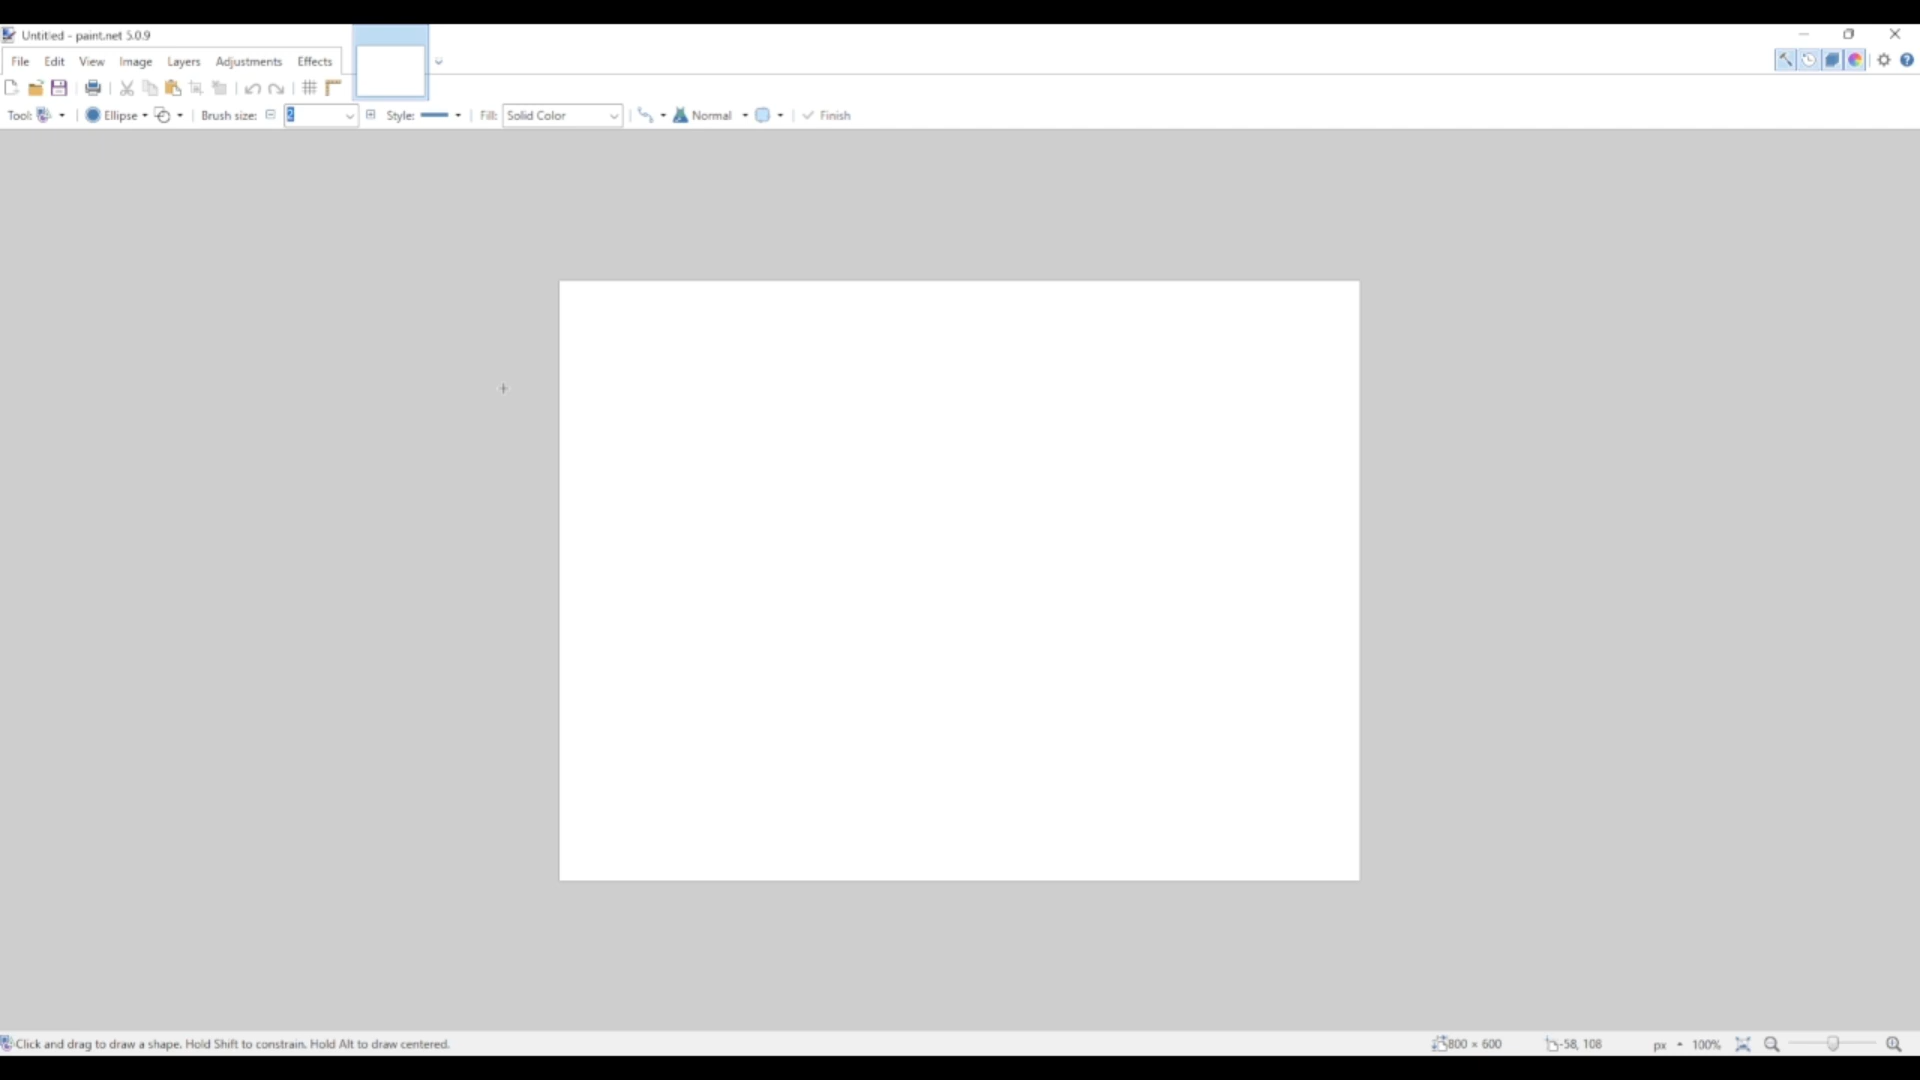 Untitled - paint.net 5.0.9
File Edit View Image Layers Adjustments Effects
Tool: Ellipse Brush size: 2 Style: Fill: Solid Color Normal Finish
Click and drag to draw a shape. Hold Shift to constrain. Hold Alt to draw centered. 800 × 600 -58, 108 px 100%